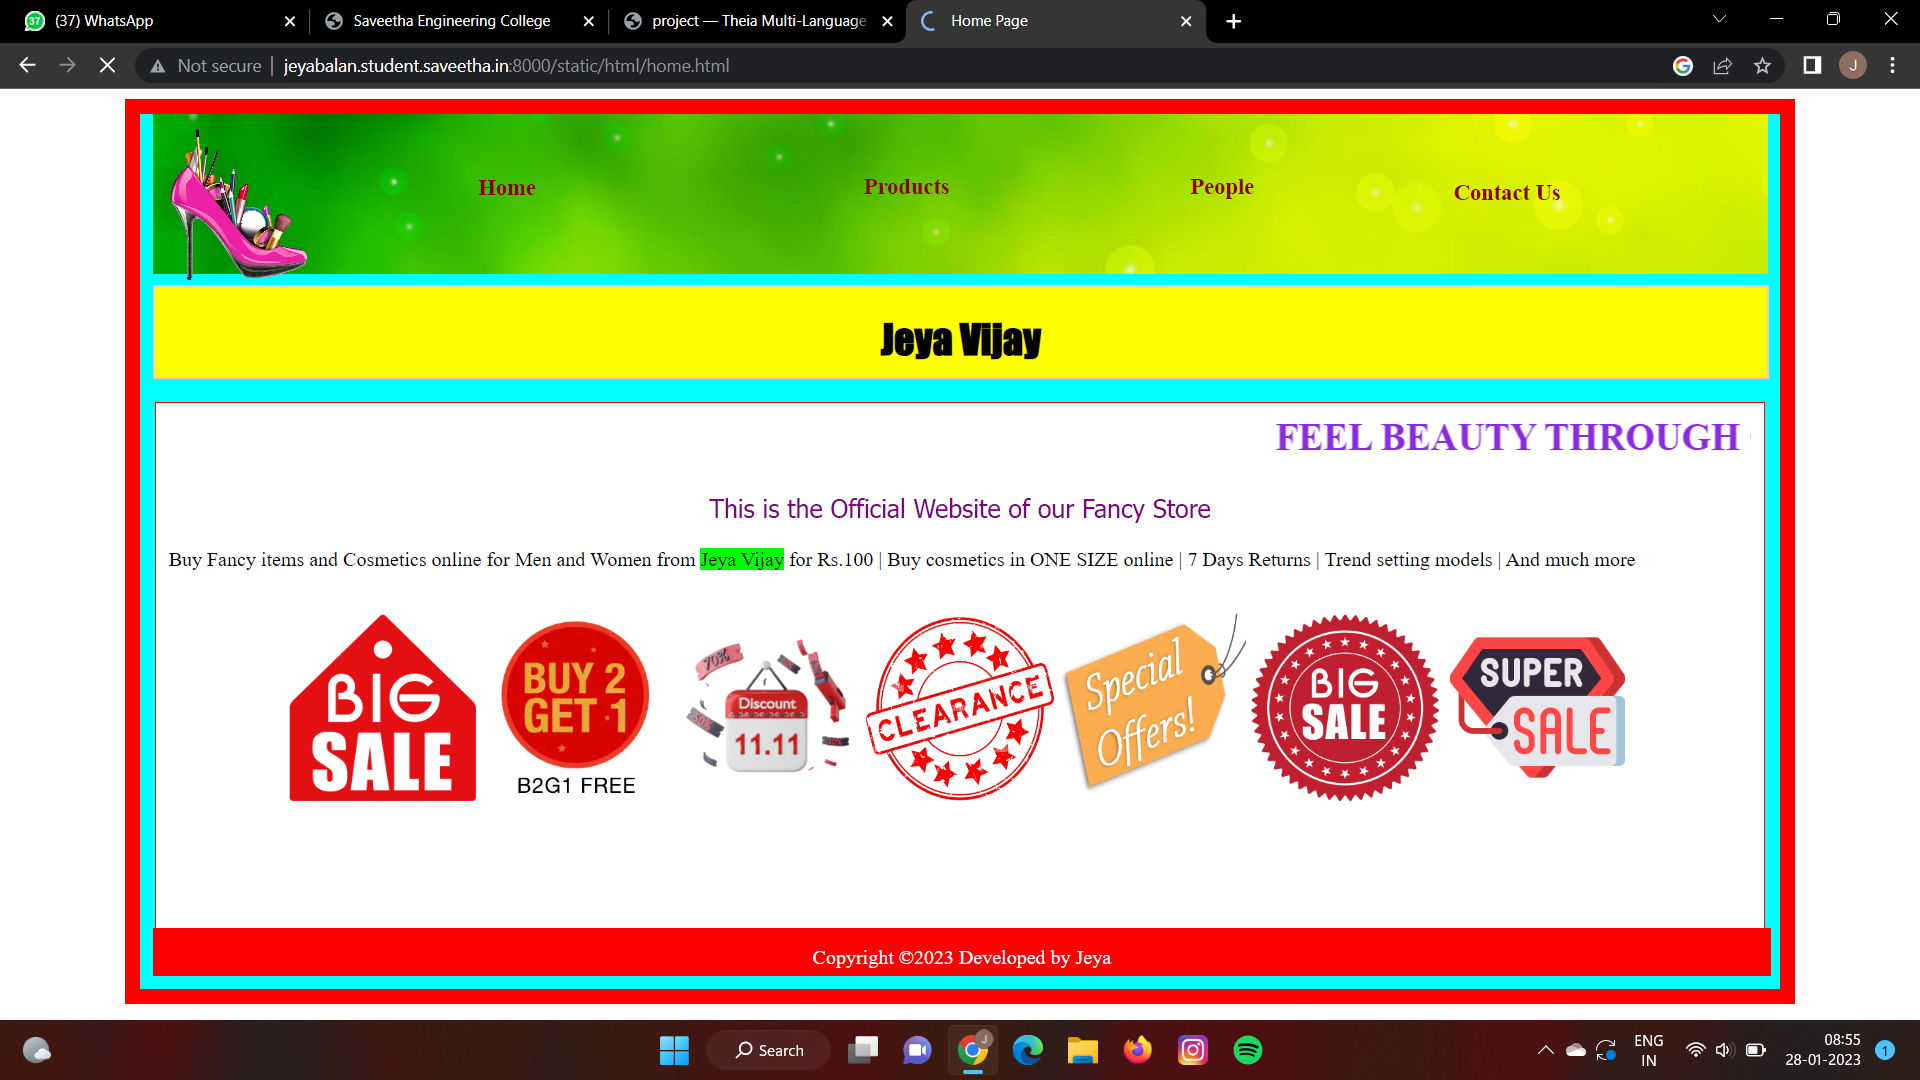 37
(37) WhatsApp
Saveetha Engineering College
project — Theia Multi-Language
Home Page
Not secure
jeyabalan.student.saveetha.in:8000/static/html/home.html
J
Home
Products
People
Contact Us
Jeya Vijay
FEEL BEAUTY THROUGH
This is the Official Website of our Fancy Store
Buy Fancy items and Cosmetics online for Men and Women from Jeya Vijay for Rs.100 | Buy cosmetics in ONE SIZE online | 7 Days Returns | Trend setting models | And much more
BIG
SALE
BUY 2
GET 1
B2G1 FREE
70%
50%
Discount
11.11
CLEARANCE
Special
Offers!
BIG
SALE
SUPER
SALE
Copyright ©2023 Developed by Jeya
Search
J
ENG
IN
08:55
28-01-2023
1